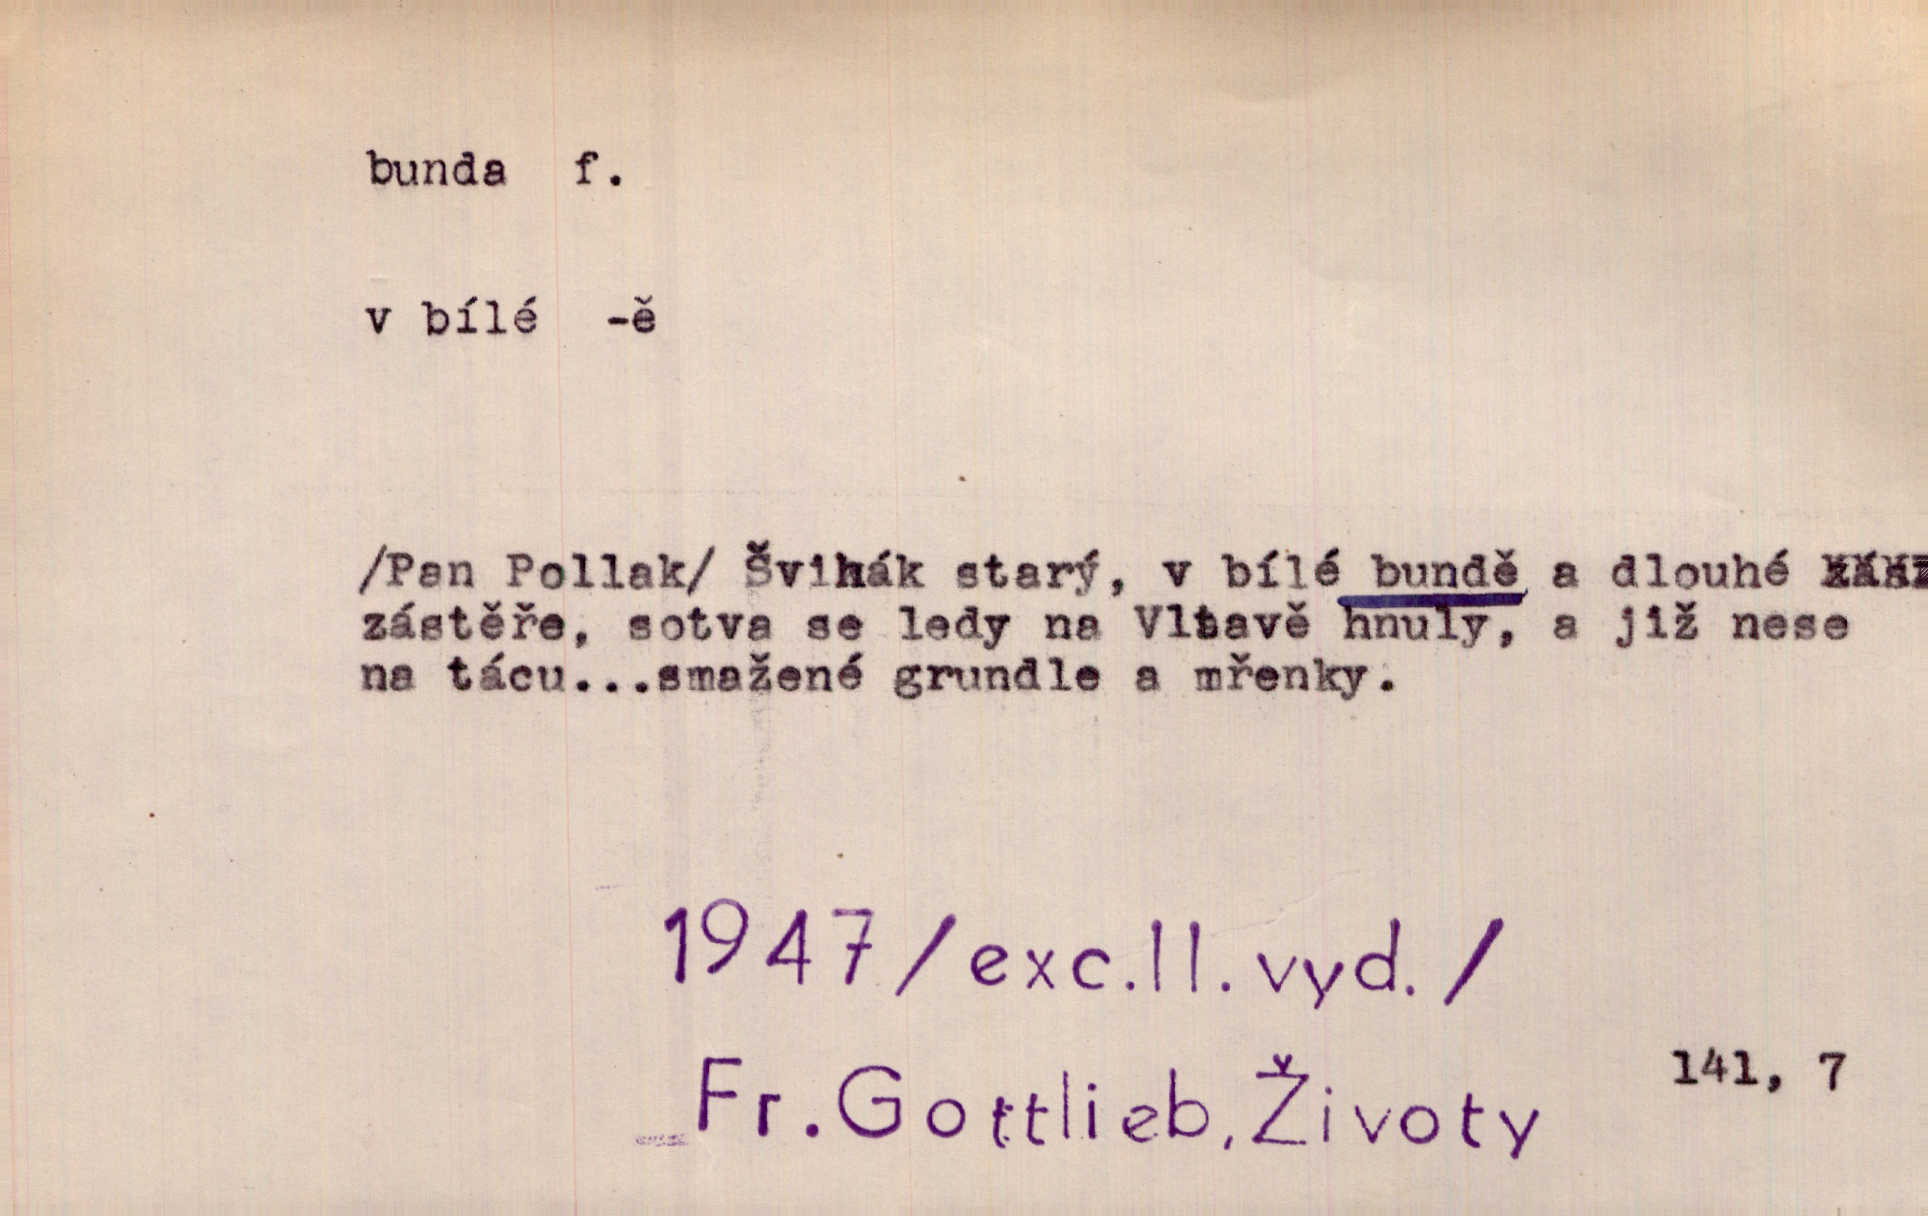 bunda f.
v bílé -ě
/Pan Pollak/ Švihák starý, v bílé bundě a dlouhé
zástěře, sotva se ledy na Vltavě hnuly, a již nese
na tácu...smažené grundle a mřenky.
1947/exc.II.vyd./
Fr.Gottlieb,Životy
141, 7